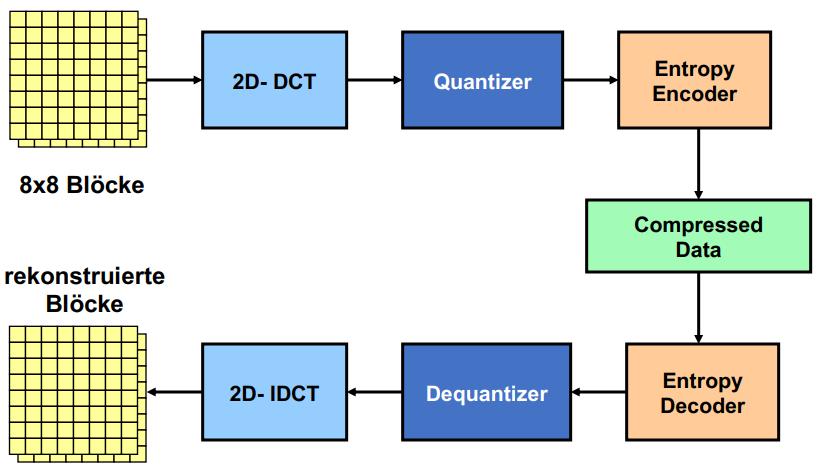 2D- DCT
Quantizer
Entropy
Encoder
8x8 Blöcke
Compressed
Data
rekonstruierte
Blöcke
2D- IDCT
Dequantizer
Entropy
Decoder